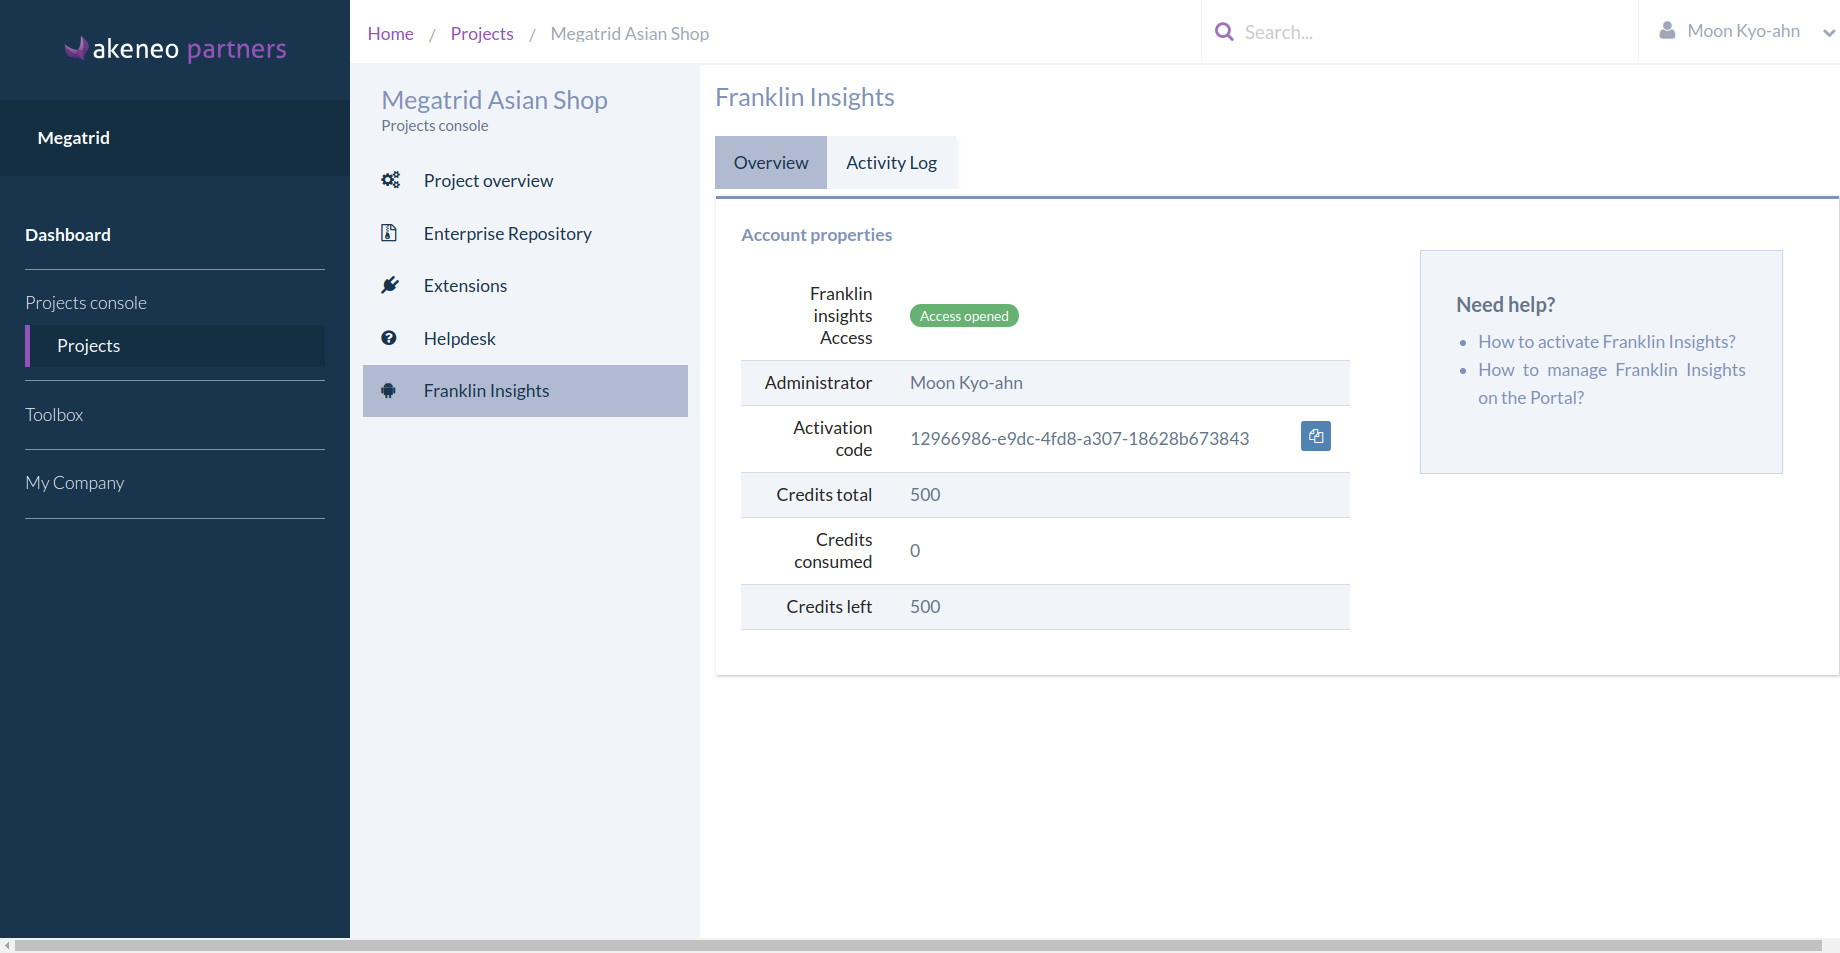 akeneo partners
Megatrid
Dashboard
Projects console
Projects
Toolbox
My Company
Home / Projects / Megatrid Asian Shop
Search...
Moon Kyo-ahn
Megatrid Asian Shop
Projects console
Project overview
Enterprise Repository
Extensions
Helpdesk
Franklin Insights
Franklin Insights
Overview
Activity Log
Account properties
Franklin
insights
Access
Access opened
Administrator
Moon Kyo-ahn
Activation
code
12966986-e9dc-4fd8-a307-18628b673843
Credits total
500
Credits
consumed
0
Credits left
500
Need help?
• How to activate Franklin Insights?
• How to manage Franklin Insights
on the Portal?